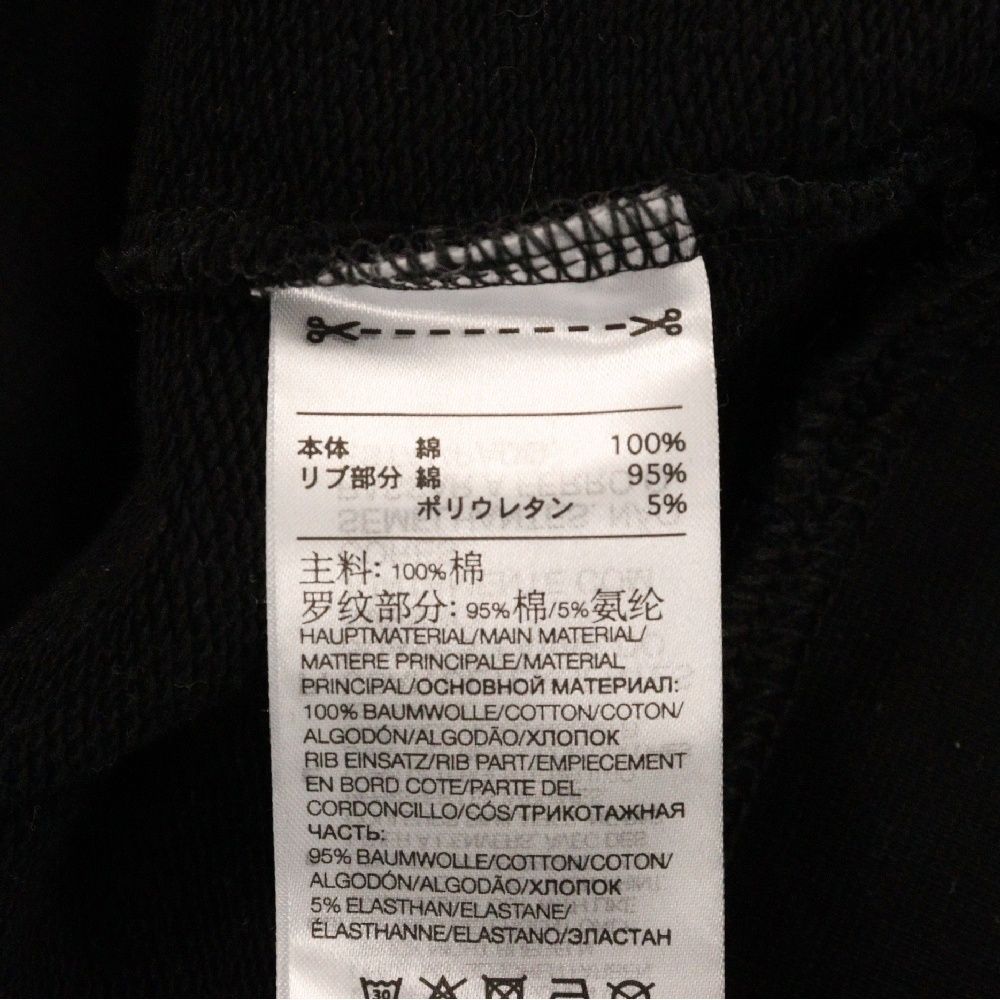 本体 綿 100%
リブ部分 綿 95%
ポリウレタン 5%
主料: 100%棉
罗纹部分: 95%棉/5%氨纶
HAUPTMATERIAL/MAIN MATERIAL/
MATIERE PRINCIPALE/MATERIAL
PRINCIPAL/ОСНОВНОЙ МАТЕРИАЛ:
100% BAUMWOLLE/COTTON/COTON/
ALGODÓN/ALGODÃO/ХЛОПОК
RIB EINSATZ/RIB PART/EMPIECEMENT
EN BORD COTE/PARTE DEL
CORDONCILLO/CÓS/ТРИКОТАЖНАЯ
ЧАСТЬ:
95% BAUMWOLLE/COTTON/COTON/
ALGODÓN/ALGODÃO/ХЛОПОК
5% ELASTHAN/ELASTANE/
ÉLASTHANNE/ELASTANO/ЭЛАСТАН
30